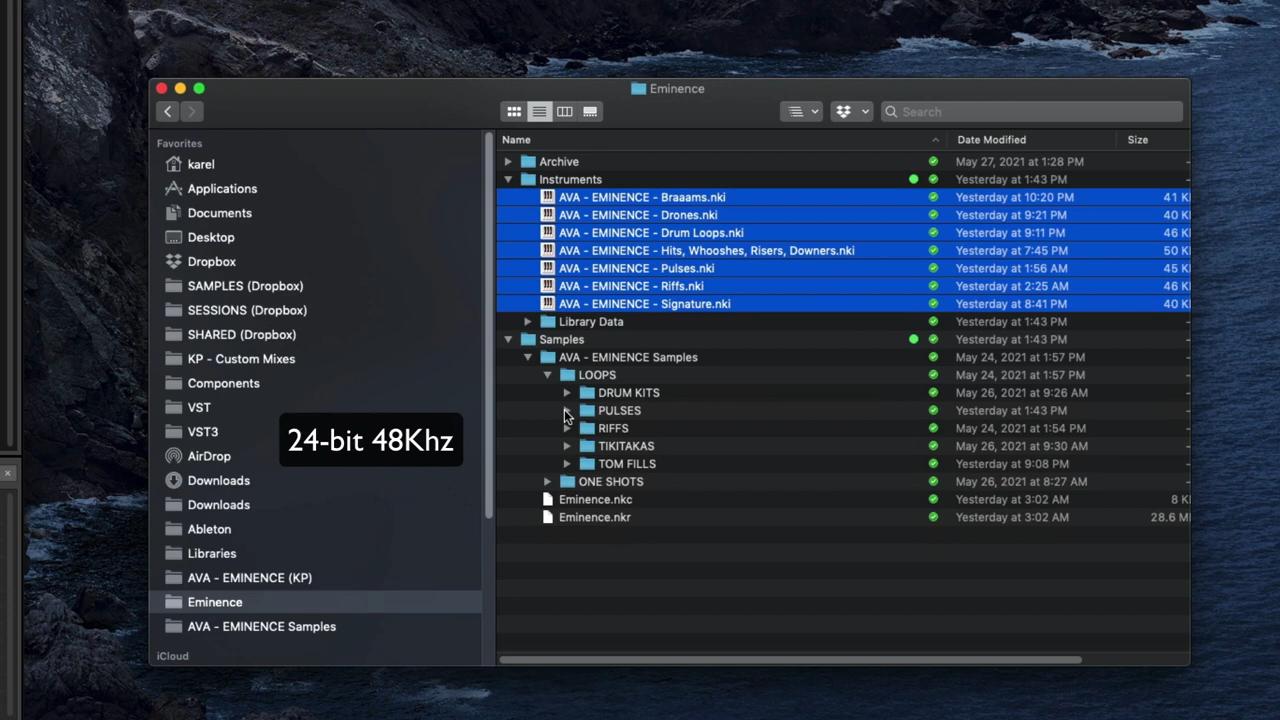 Eminence
Search
Favorites
karel
Applications
Documents
Desktop
Dropbox
SAMPLES (Dropbox)
SESSIONS (Dropbox)
SHARED (Dropbox)
KP - Custom Mixes
Components
VST
VST3
AirDrop
Downloads
Downloads
Ableton
Libraries
AVA - EMINENCE (KP)
Eminence
AVA - EMINENCE Samples
iCloud
24-bit 48Khz
Name Date Modified Size
Archive May 27, 2021 at 1:28 PM -
Instruments Yesterday at 1:43 PM -
AVA - EMINENCE - Braaams.nki Yesterday at 10:20 PM 41 K
AVA - EMINENCE - Drones.nki Yesterday at 9:21 PM 40 K
AVA - EMINENCE - Drum Loops.nki Yesterday at 9:11 PM 46 K
AVA - EMINENCE - Hits, Whooshes, Risers, Downers.nki Yesterday at 7:45 PM 50 K
AVA - EMINENCE - Pulses.nki Yesterday at 1:56 AM 45 K
AVA - EMINENCE - Riffs.nki Yesterday at 2:25 AM 46 K
AVA - EMINENCE - Signature.nki Yesterday at 8:41 PM 40 K
Library Data Yesterday at 1:43 PM -
Samples Yesterday at 1:43 PM -
AVA - EMINENCE Samples May 24, 2021 at 1:57 PM -
LOOPS May 24, 2021 at 1:57 PM -
DRUM KITS May 26, 2021 at 9:26 AM -
PULSES Yesterday at 1:43 PM -
RIFFS May 24, 2021 at 1:54 PM -
TIKITAKAS May 26, 2021 at 9:30 AM -
TOM FILLS Yesterday at 9:08 PM -
ONE SHOTS May 26, 2021 at 8:27 AM -
Eminence.nkc Yesterday at 3:02 AM 8 K
Eminence.nkr Yesterday at 3:02 AM 28.6 M